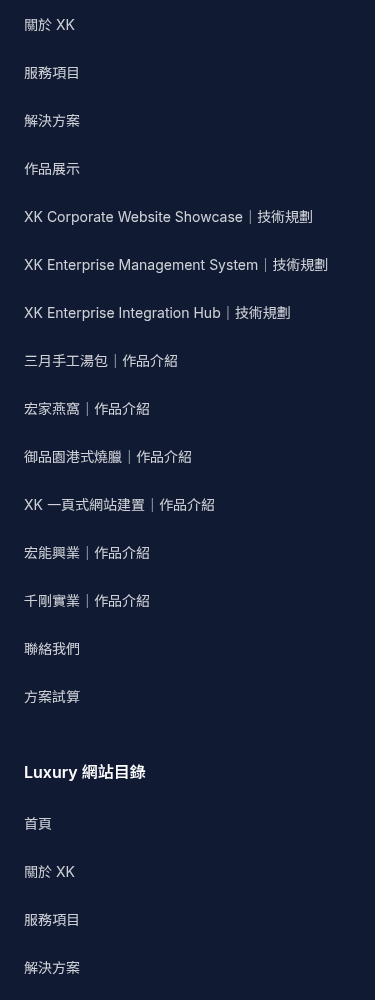 關於 XK
服務項目
解決方案
作品展示
XK Corporate Website Showcase｜技術規劃
XK Enterprise Management System｜技術規劃
XK Enterprise Integration Hub｜技術規劃
三月手工湯包｜作品介紹
宏家燕窩｜作品介紹
御品園港式燒臘｜作品介紹
XK 一頁式網站建置｜作品介紹
宏能興業｜作品介紹
千剛實業｜作品介紹
聯絡我們
方案試算
Luxury 網站目錄
首頁
關於 XK
服務項目
解決方案